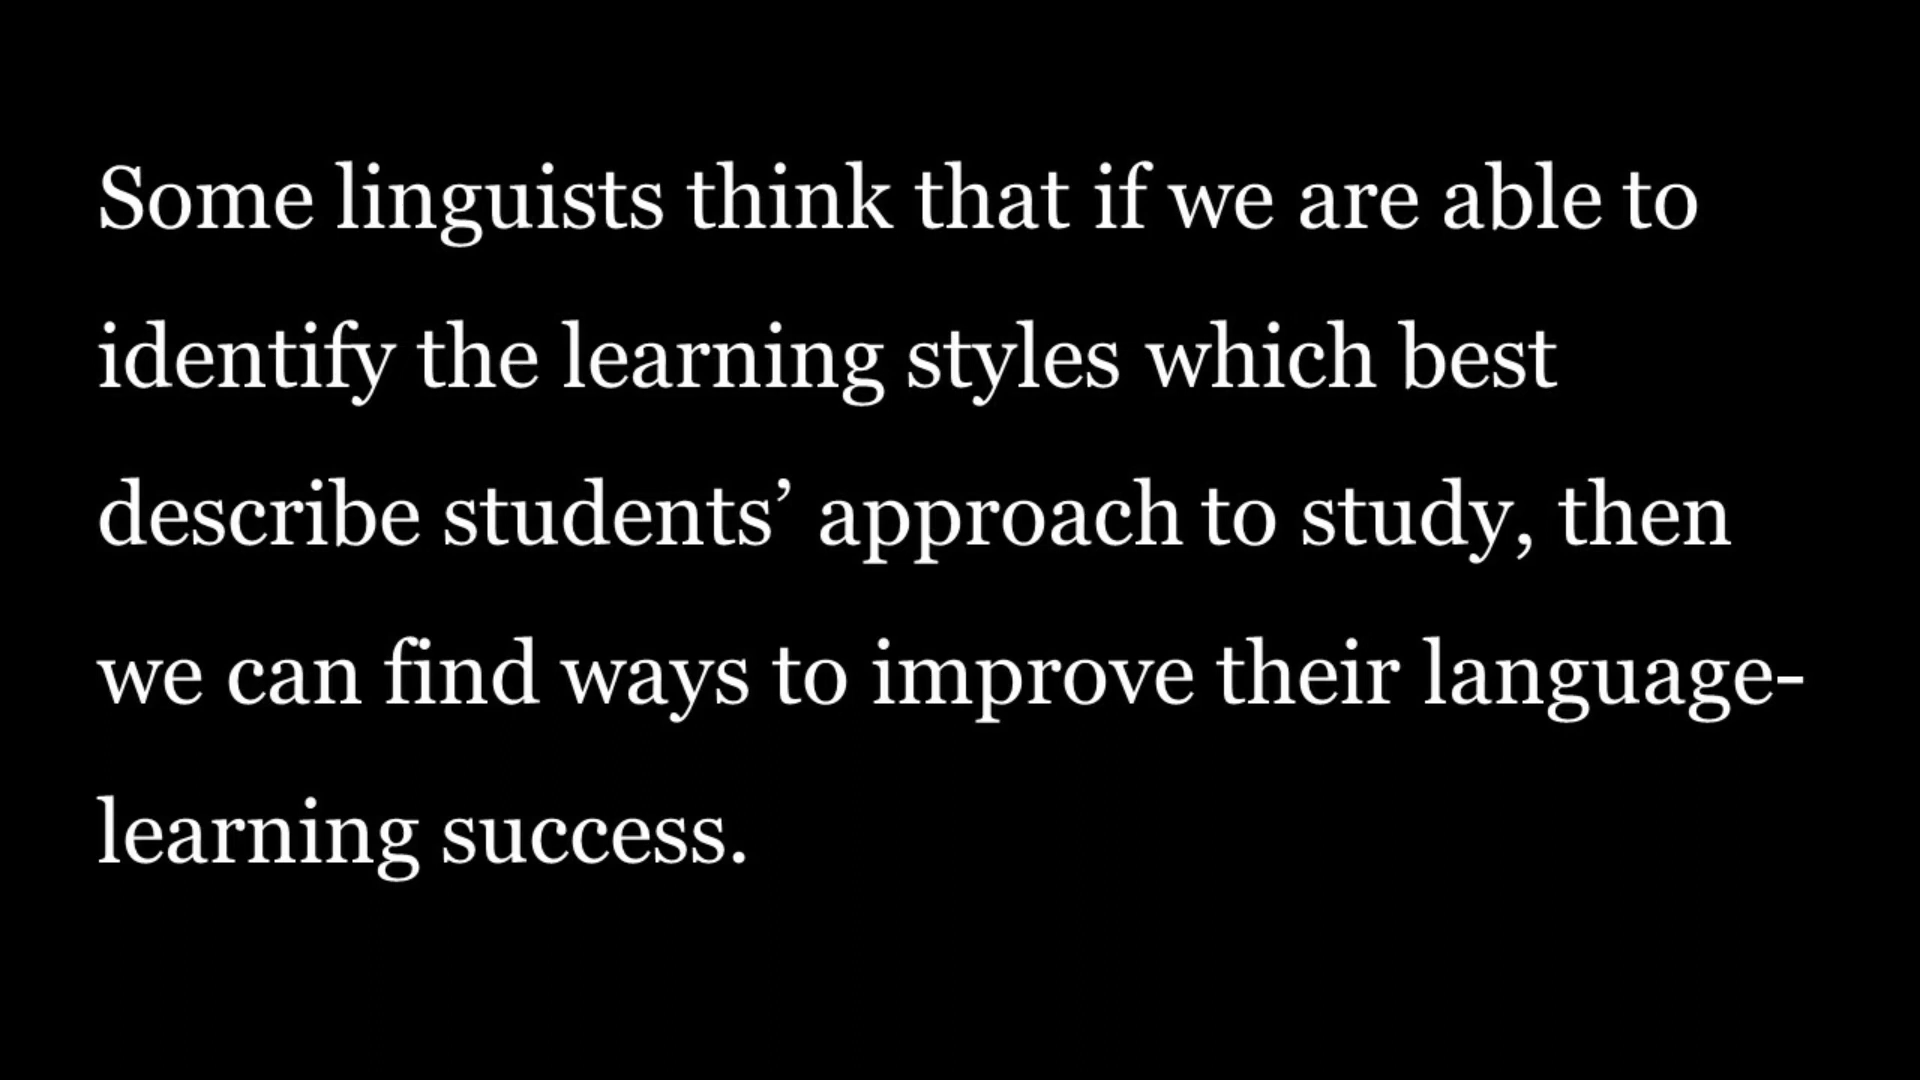 Some linguists think that if we are able to
identify the learning styles which best
describe students’ approach to study, then
we can find ways to improve their language-
learning success.